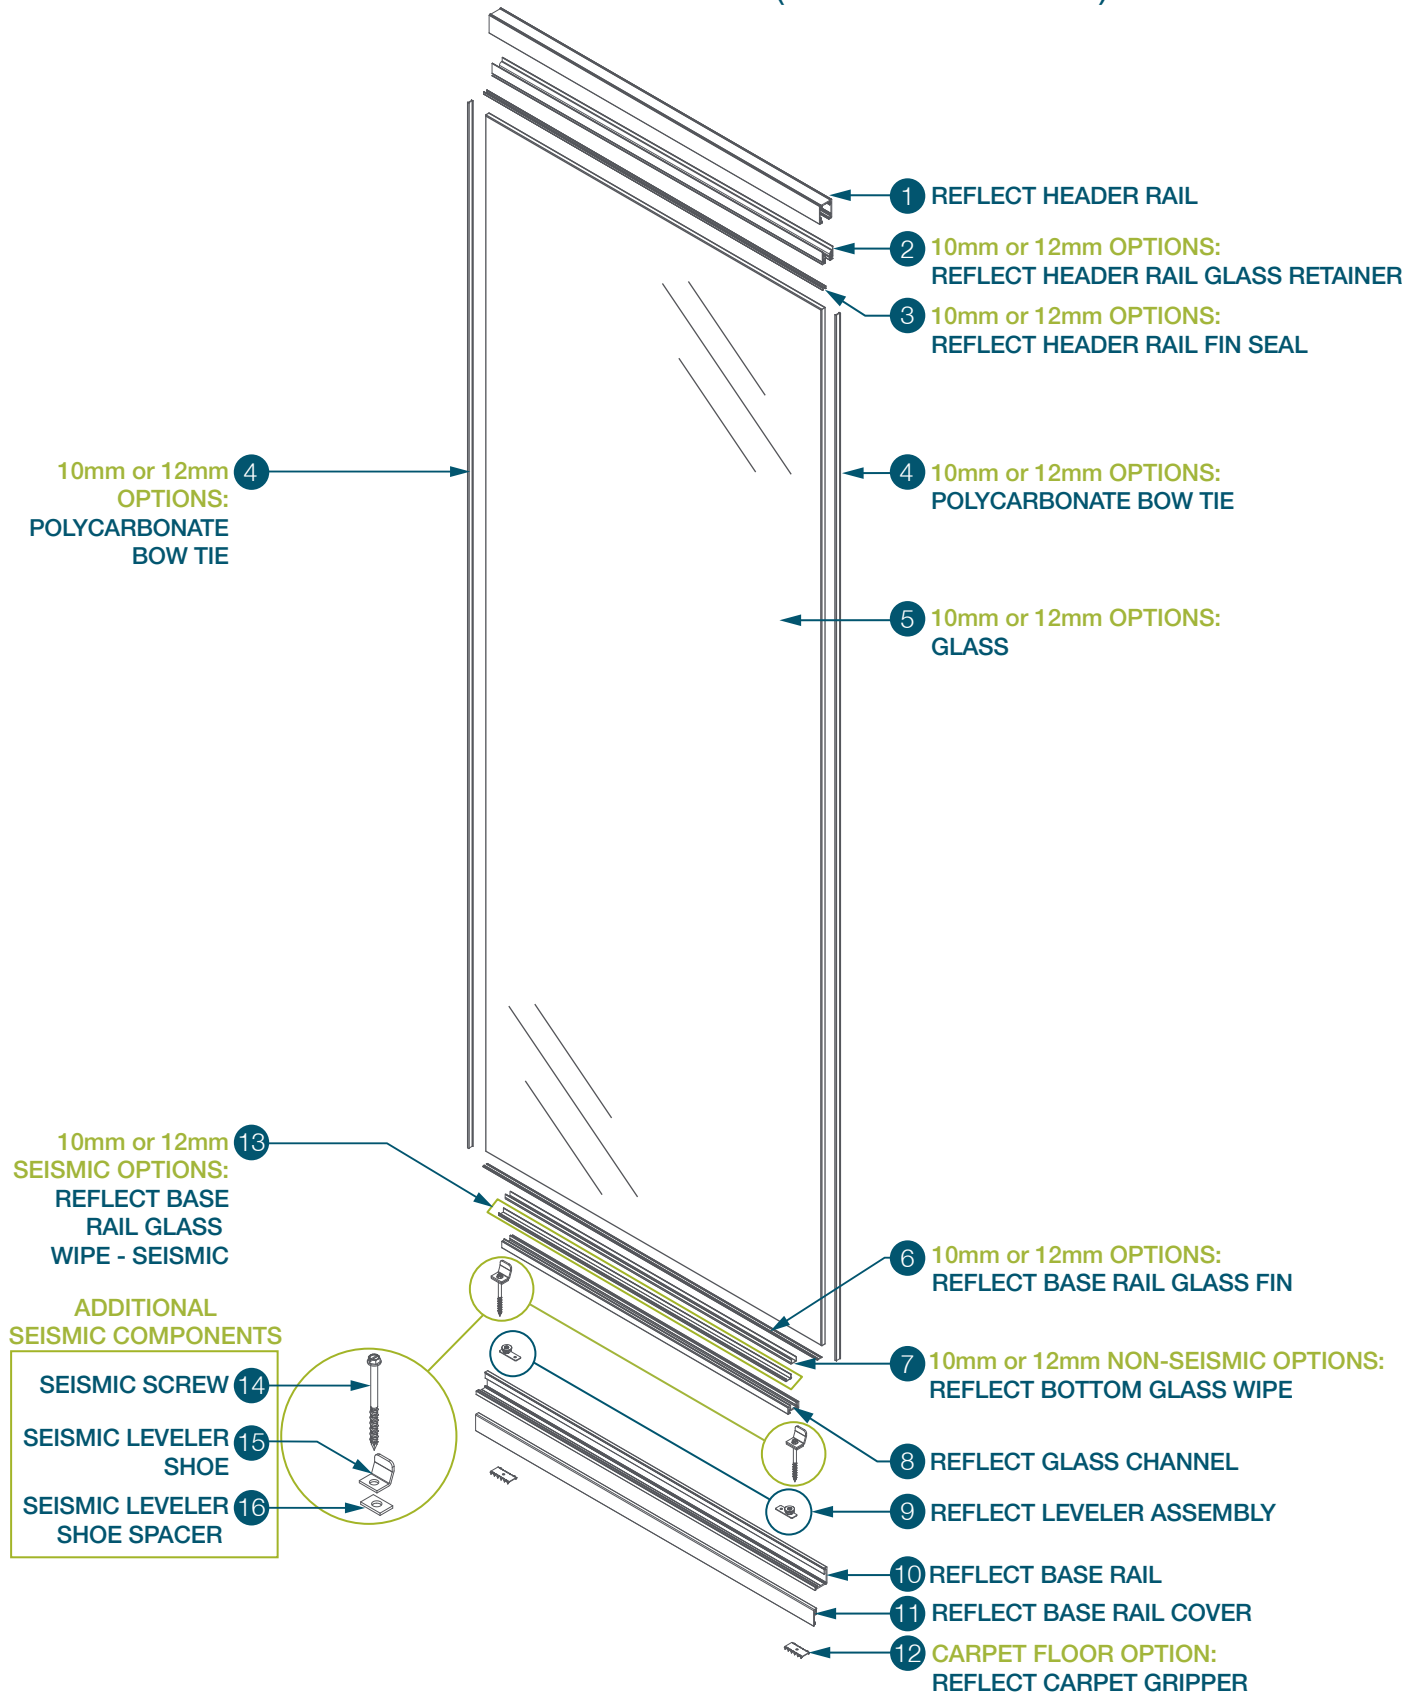 1 REFLECT HEADER RAIL
2 10mm or 12mm OPTIONS:
REFLECT HEADER RAIL GLASS RETAINER
3 10mm or 12mm OPTIONS:
REFLECT HEADER RAIL FIN SEAL
10mm or 12mm 4
OPTIONS:
POLYCARBONATE
BOW TIE
4 10mm or 12mm OPTIONS:
POLYCARBONATE BOW TIE
5 10mm or 12mm OPTIONS:
GLASS
10mm or 12mm 13
SEISMIC OPTIONS:
REFLECT BASE
RAIL GLASS
WIPE - SEISMIC
6 10mm or 12mm OPTIONS:
REFLECT BASE RAIL GLASS FIN
7 10mm or 12mm NON-SEISMIC OPTIONS:
REFLECT BOTTOM GLASS WIPE
ADDITIONAL
SEISMIC COMPONENTS
SEISMIC SCREW 14
SEISMIC LEVELER 15
SHOE
SEISMIC LEVELER 16
SHOE SPACER
8 REFLECT GLASS CHANNEL
9 REFLECT LEVELER ASSEMBLY
10 REFLECT BASE RAIL
11 REFLECT BASE RAIL COVER
12 CARPET FLOOR OPTION:
REFLECT CARPET GRIPPER